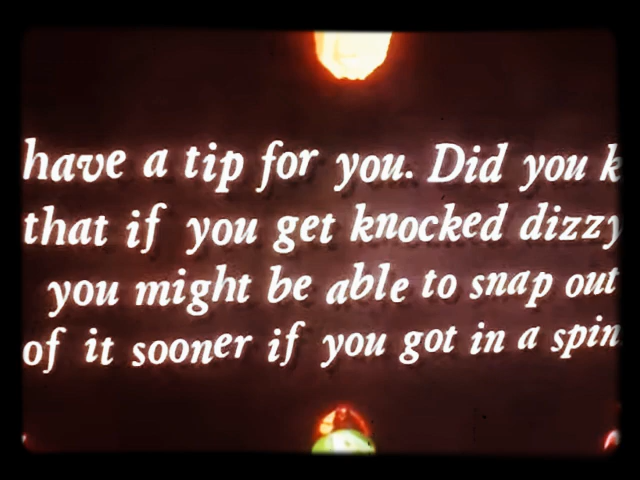 have a tip for you. Did you k
that if you get knocked dizzy
you might be able to snap out
of it sooner if you got in a spin